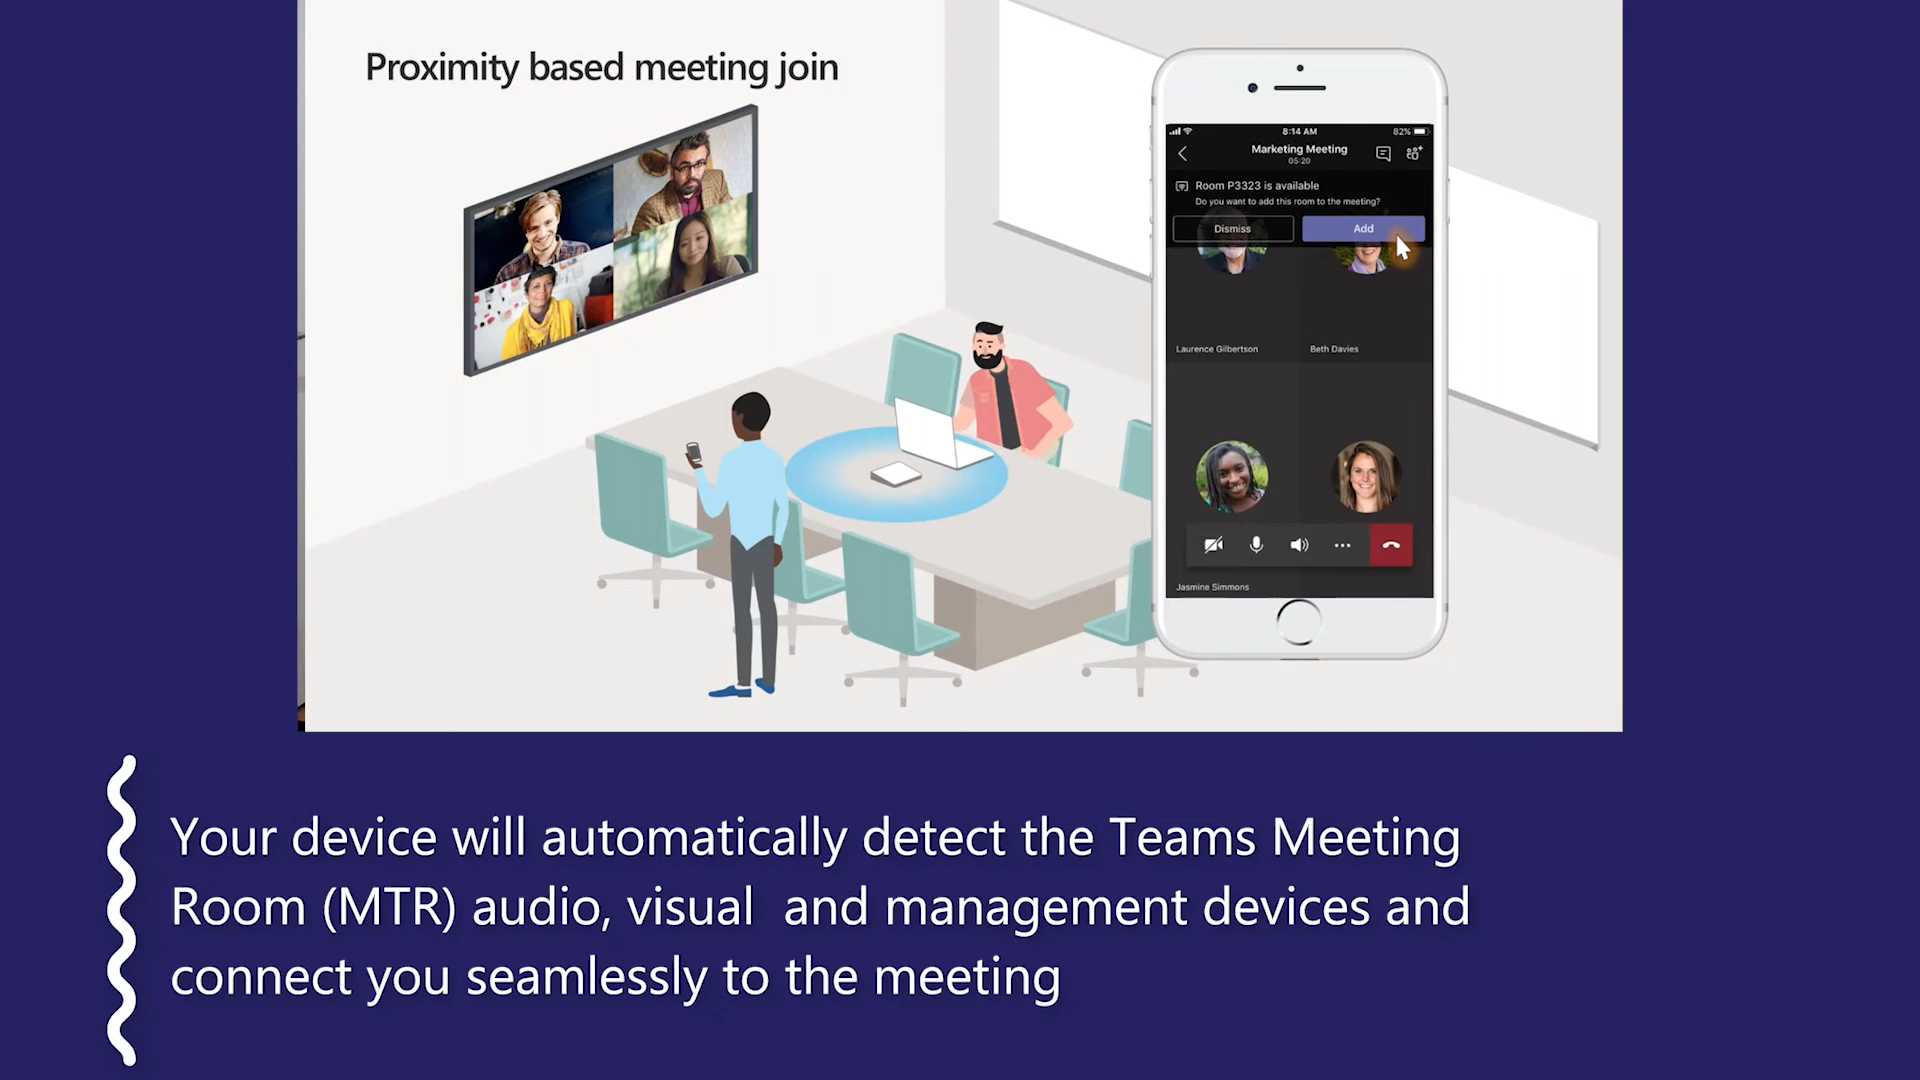 Proximity based meeting join
8:14 AM
82%
Marketing Meeting
05:20
Room P3323 is available
Do you want to add this room to the meeting?
Dismiss
Add
Laurence Gilbertson
Beth Davies
Jasmine Simmons
Your device will automatically detect the Teams Meeting
Room (MTR) audio, visual  and management devices and
connect you seamlessly to the meeting